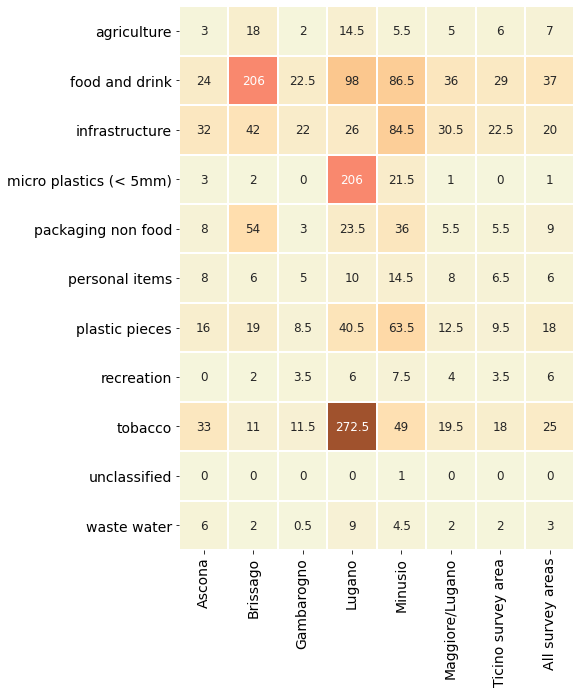 agriculture 3 18 2 14.5 5.5 5 6 7
food and drink 24 206 22.5 98 86.5 36 29 37
infrastructure 32 42 22 26 84.5 30.5 22.5 20
micro plastics (< 5mm) 3 2 0 206 21.5 1 0 1
packaging non food 8 54 3 23.5 36 5.5 5.5 9
personal items 8 6 5 10 14.5 8 6.5 6
plastic pieces 16 19 8.5 40.5 63.5 12.5 9.5 18
recreation 0 2 3.5 6 7.5 4 3.5 6
tobacco 33 11 11.5 272.5 49 19.5 18 25
unclassified 0 0 0 0 1 0 0 0
waste water 6 2 0.5 9 4.5 2 2 3
Ascona
Brissago
Gambarogno
Lugano
Minusio
Maggiore/Lugano
Ticino survey area
All survey areas